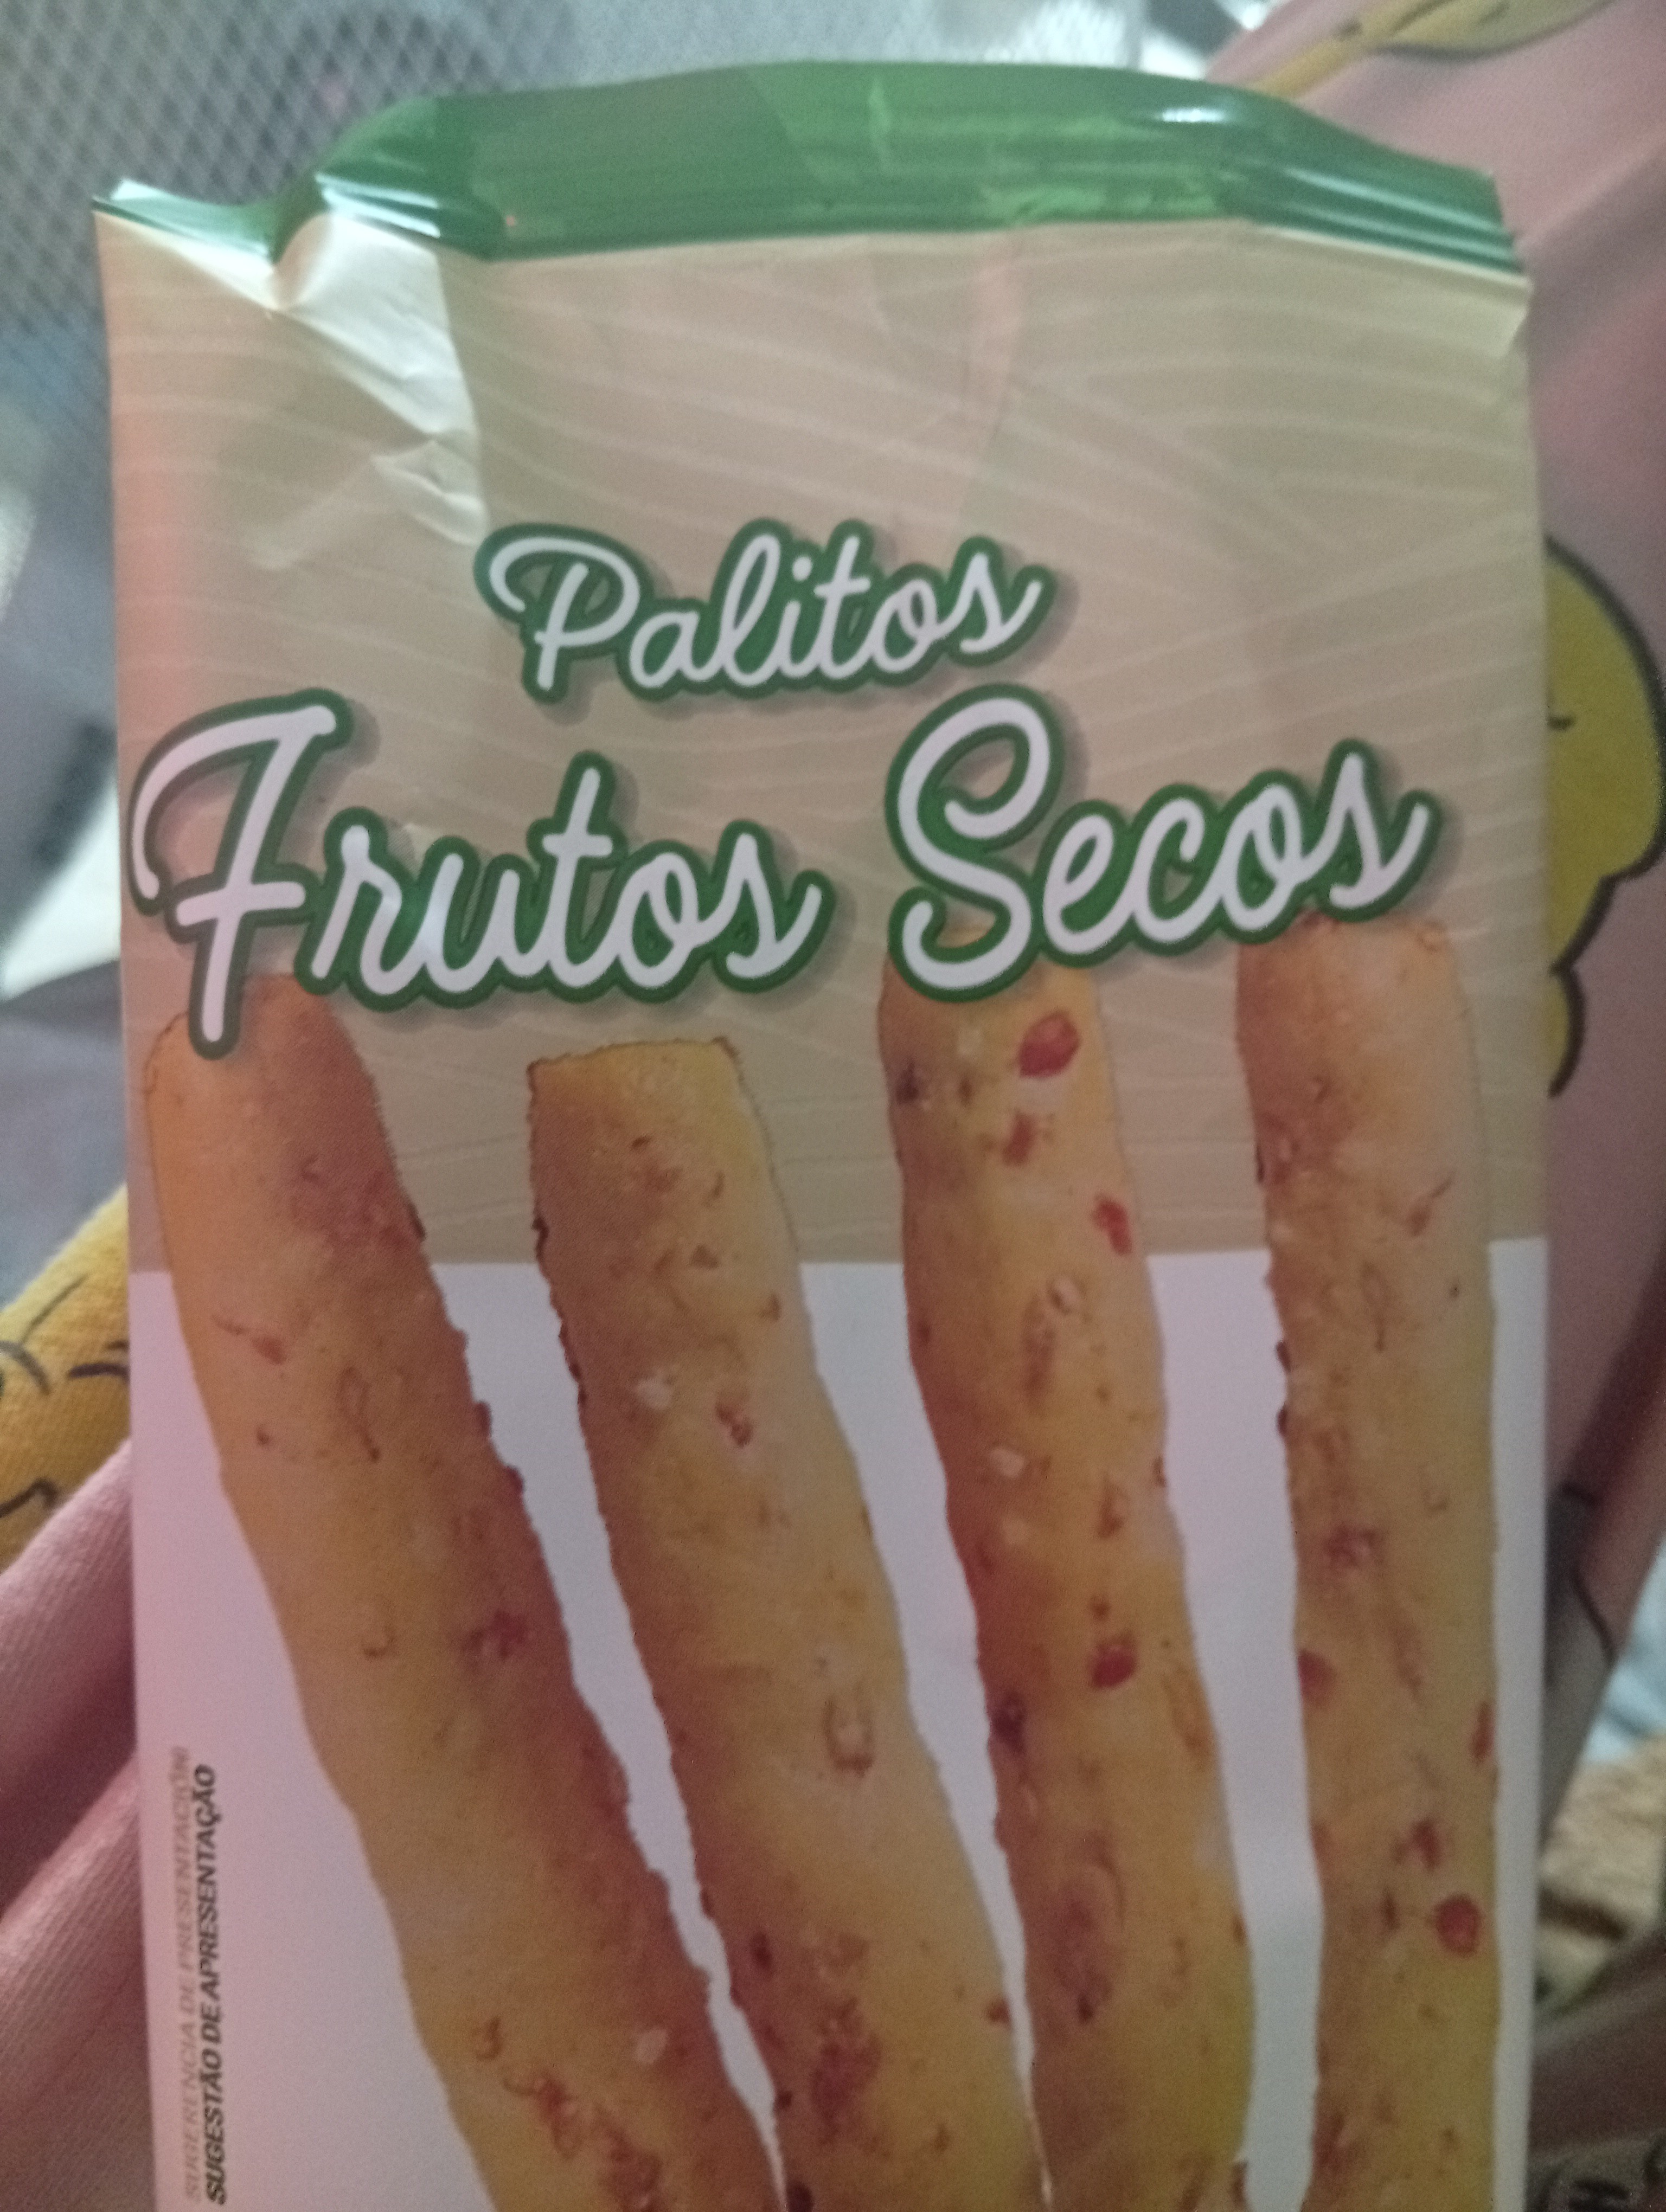 Palitos
Frutos Secos
SUGERENCIA DE PRESENTACIÓN
SUGESTÃO DE APRESENTAÇÃO